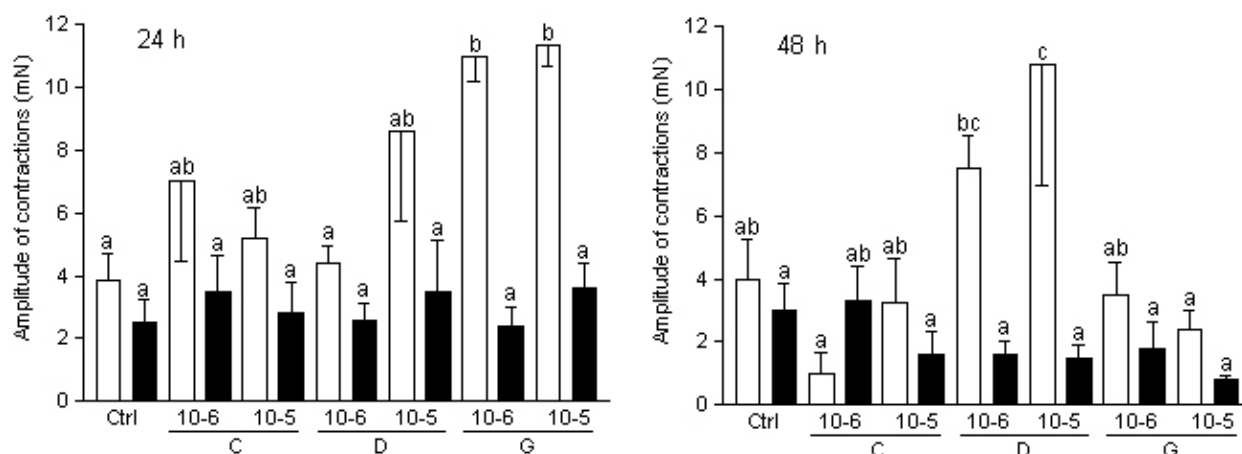 24 h
Amplitude of contractions (mN)
12
10
8
6
4
2
0
a a ab a ab a ab a ab a b a b a
Ctrl 10-6 10-5 10-6 10-5 10-6 10-5
C D G
48 h
Amplitude of contractions (mN)
12
10
8
6
4
2
0
ab a a ab ab a bc a c a ab a a a
Ctrl 10-6 10-5 10-6 10-5 10-6 10-5
C D G